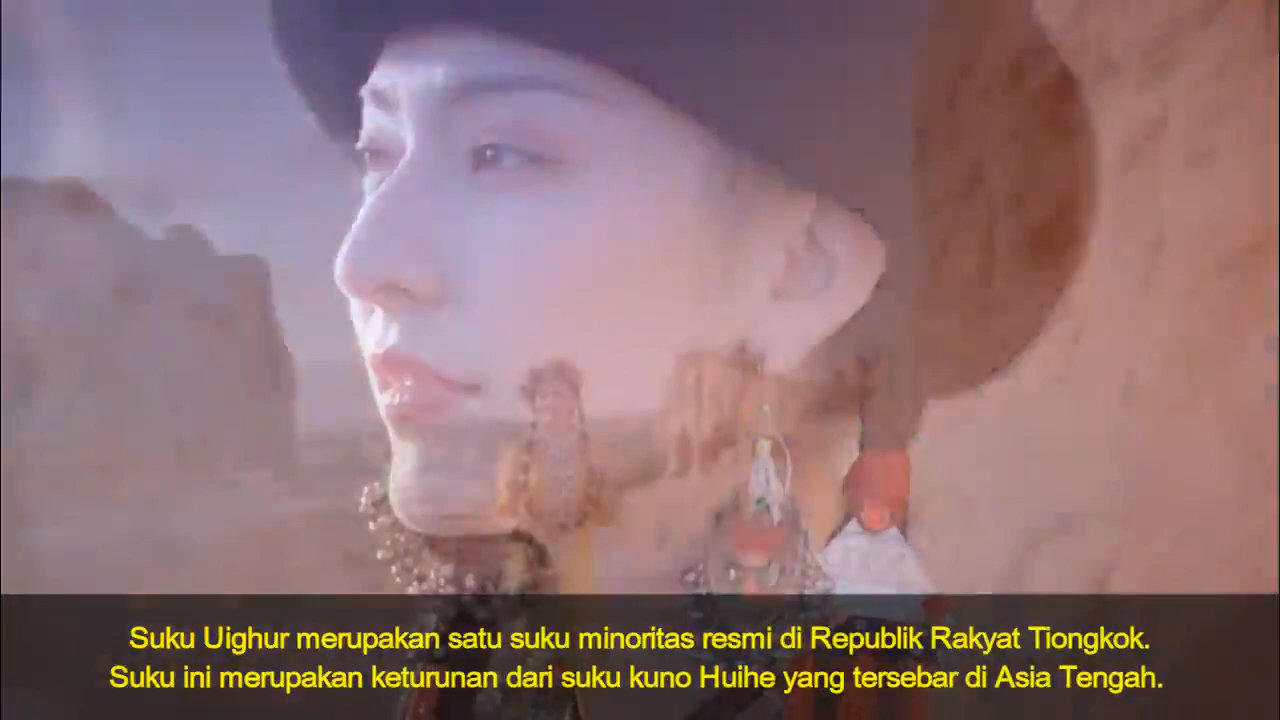 Suku Uighur merupakan satu suku minoritas resmi di Republik Rakyat Tiongkok.
Suku ini merupakan keturunan dari suku kuno Huihe yang tersebar di Asia Tengah.